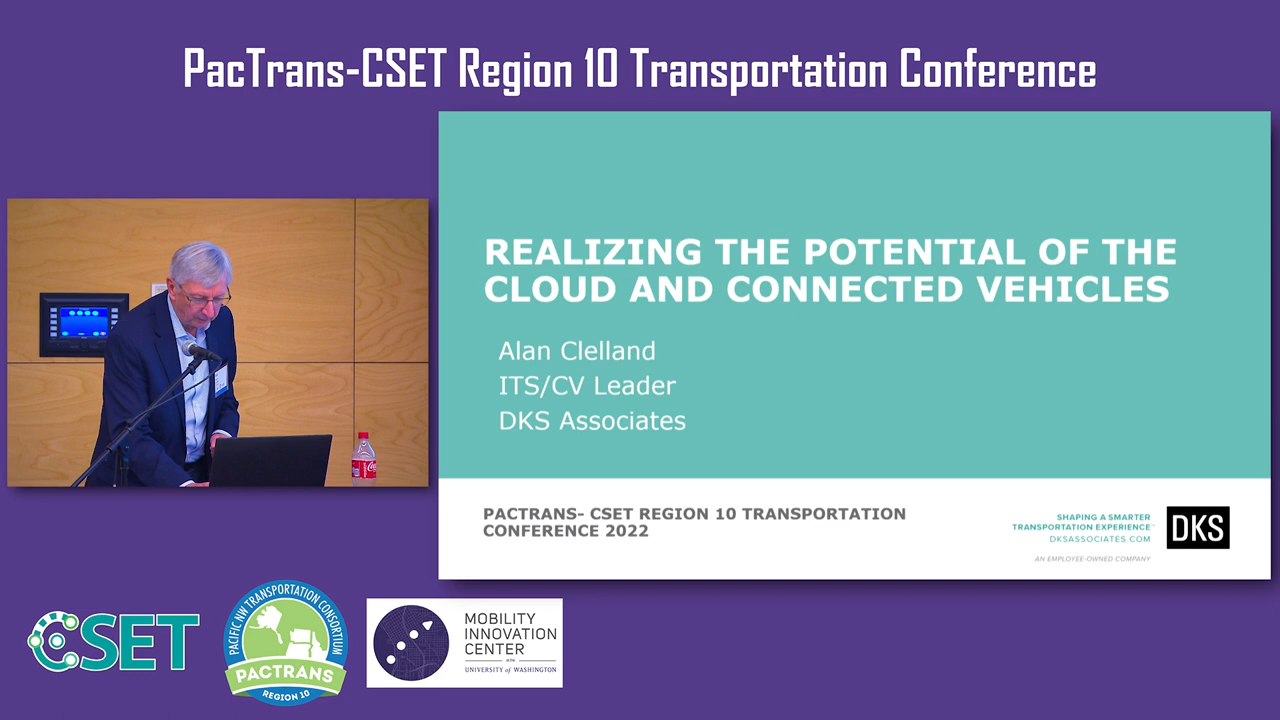 PacTrans-CSET Region 10 Transportation Conference
REALIZING THE POTENTIAL OF THE
CLOUD AND CONNECTED VEHICLES
Alan Clelland
ITS/CV Leader
DKS Associates
PACTRANS- CSET REGION 10 TRANSPORTATION
CONFERENCE 2022
SHAPING A SMARTER
TRANSPORTATION EXPERIENCE™
DKSASSOCIATES.COM
AN EMPLOYEE-OWNED COMPANY
DKS
CSET
PACIFIC NW TRANSPORTATION CONSORTIUM
PACTRANS
REGION 10
MOBILITY
INNOVATION
CENTER
UNIVERSITY of WASHINGTON